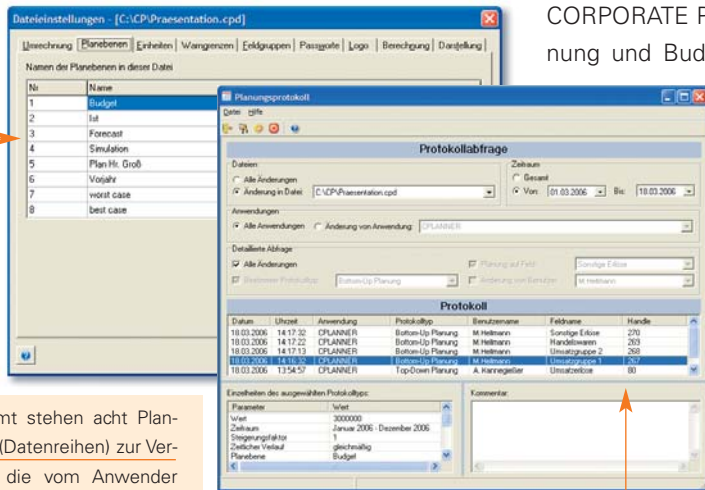 CORPORATE P
nung und Bud
Dateieinstellungen - [C:\CP\Praesentation.cpd]
Umrechnung Planebenen Einheiten Warngrenzen Feldgruppen Passworte Logo Berechnung Darstellung
Namen der Planebenen in dieser Datei
Nr Name
1 Budget
2 Ist
3 Forecast
4 Simulation
5 Plan Hr. Groß
6 Vorjahr
7 worst case
8 best case
Planungsprotokoll
Datei Hilfe
Protokollabfrage
Dateien
Alle Änderungen
Änderung in Datei: C:\CP\Praesentation.cpd
Zeitraum
Gesamt
Von: 01.03.2006 Bis: 18.03.2006
Anwendungen
Alle Anwendungen Änderung von Anwendung: CPLANNER
Detaillierte Abfrage
Alle Änderungen Planung auf Feld: Sonstige Erlöse
Bottom-Up Planung Änderung von Benutzer: M. Heilmann
Protokoll
Datum Uhrzeit Anwendung Protokolltyp Benutzername Feldname Handle
18.03.2006 14:17:32 CPLANNER Bottom-Up Planung M. Heilmann Sonstige Erlöse 270
18.03.2006 14:17:22 CPLANNER Bottom-Up Planung M. Heilmann Handelswaren 269
18.03.2006 14:17:13 CPLANNER Bottom-Up Planung M. Heilmann Umsatzgruppe 2 268
18.03.2006 14:16:32 CPLANNER Bottom-Up Planung M. Heilmann Umsatzgruppe 1 267
18.03.2006 13:54:57 CPLANNER Top-Down Planung A. Kannegießer Umsatzerlöse 80
Einzelheiten des ausgewählten Protokolltyps:
Parameter Wert
Wert 3000000
Zeitraum Januar 2006 - Dezember 2006
Steigerungsfaktor 1
Zeitlicher Verlauf gleichmäßig
Planebene Budget
Kommentar:
mt stehen acht Plan-
(Datenreihen) zur Ver-
die vom Anwender